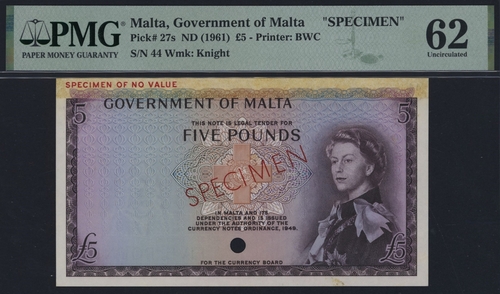 PMG
PAPER MONEY GUARANTY
Malta, Government of Malta "SPECIMEN"
Pick# 27s ND (1961) £5 - Printer: BWC
S/N 44 Wmk: Knight
62
Uncirculated
SPECIMEN OF NO VALUE
5
GOVERNMENT OF MALTA
5
THIS NOTE IS LEGAL TENDER FOR
FIVE POUNDS
SPECIMEN
IN MALTA AND ITS
DEPENDENCIES AND IS ISSUED
UNDER THE AUTHORITY OF THE
CURRENCY NOTES ORDINANCE, 1949.
£5
FOR THE CURRENCY BOARD
£5